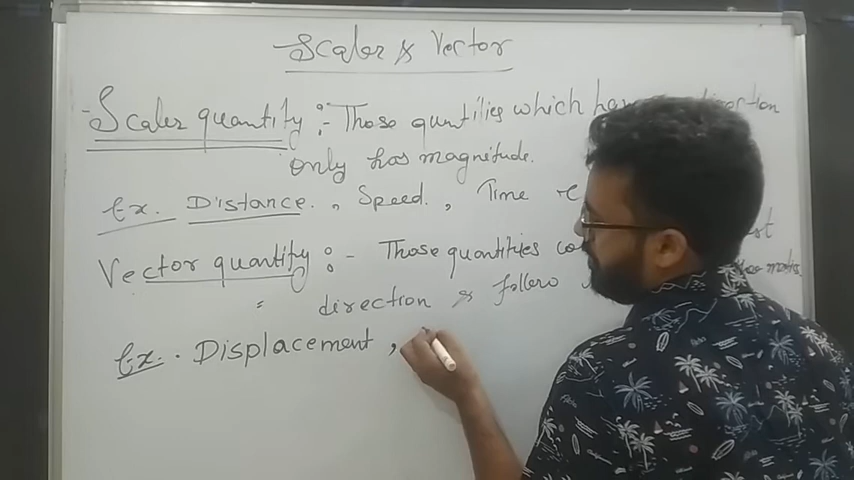 Scaler & Vector
Scaler quantity :- Those quntities which direction
only has magnitude.
Ex. Distance. , Speed. , Time
Vector quantity :- Those quantities
direction & follow
Ex. Displacement ,